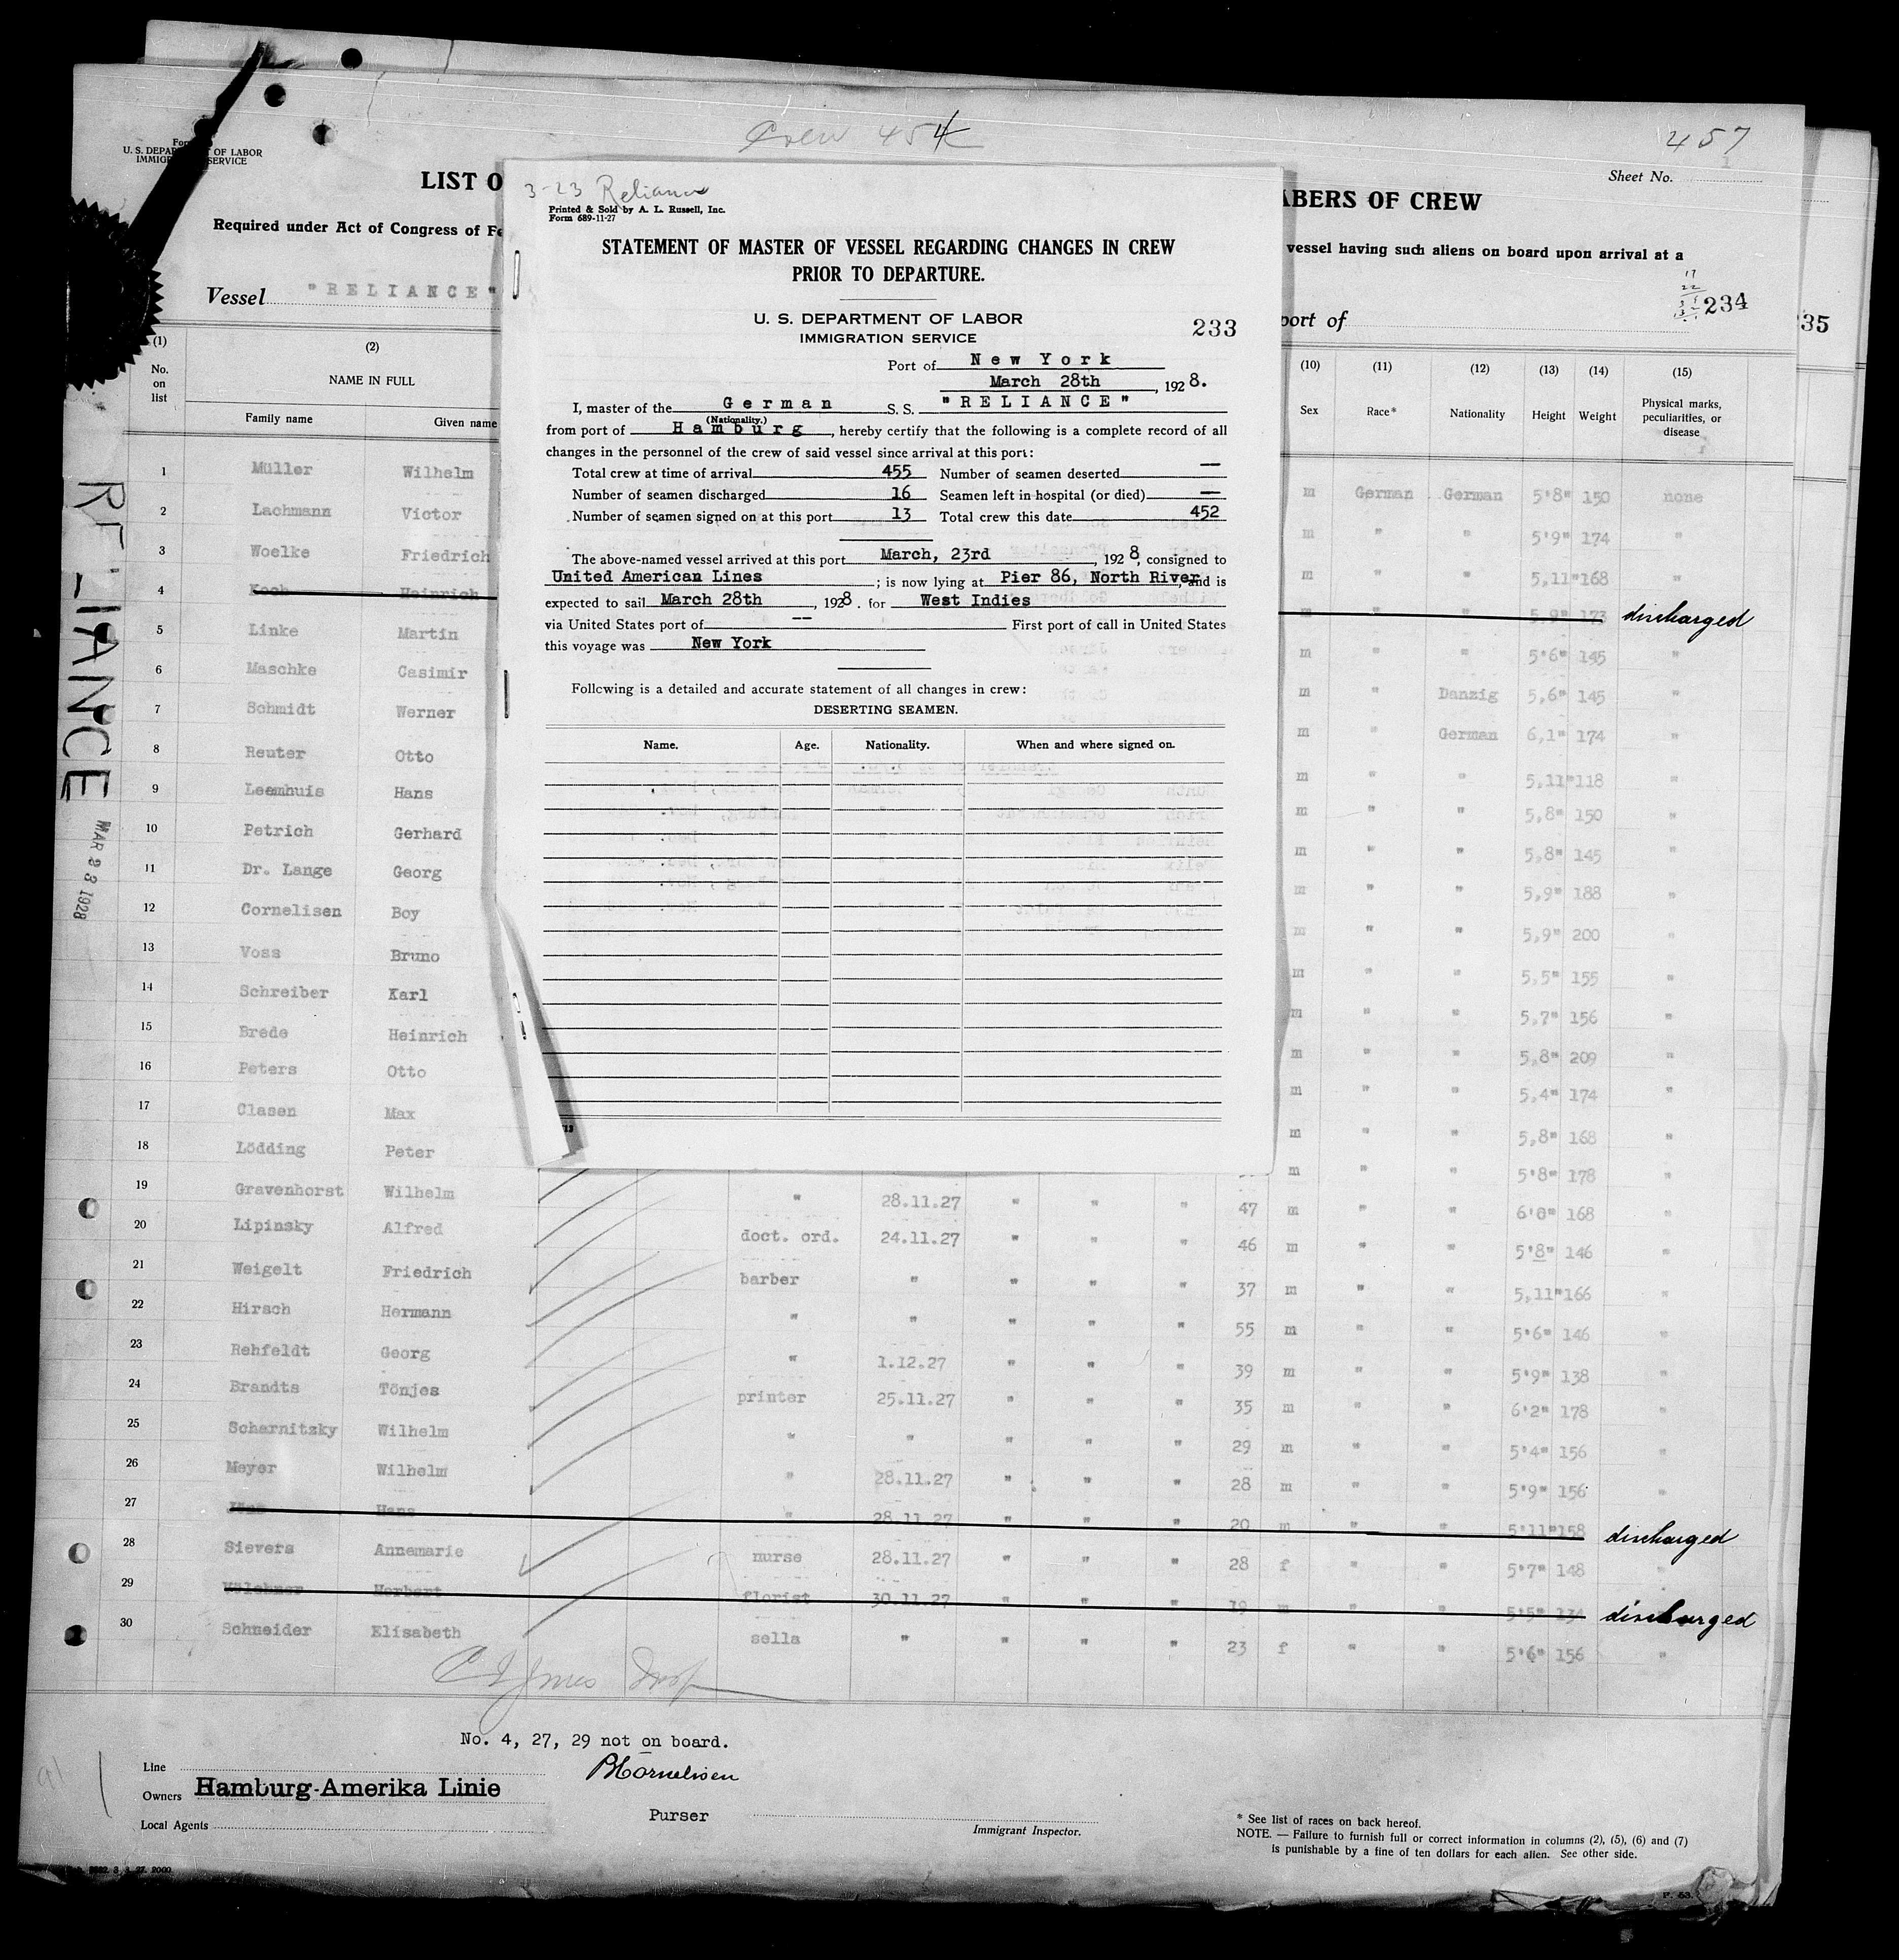 Crew 454
457
U. S. DEPARTMENT OF LABOR
IMMIGRATION SERVICE
Sheet No. 1
LIST O
BERS OF CREW
Required under Act of Congress of Fe
vessel having such aliens on board upon arrival at a
Vessel "RELIANCE"
port of
234
35
3-23 Reliance
Printed & Sold by A. L. Russell, Inc.
Form 689-11-27
STATEMENT OF MASTER OF VESSEL REGARDING CHANGES IN CREW
PRIOR TO DEPARTURE.
U. S. DEPARTMENT OF LABOR
IMMIGRATION SERVICE
233
Port of New York
March 28th, 1928.
I, master of the German S. S. "RELIANCE"
(Nationality.)
from port of Hamburg, hereby certify that the following is a complete record of all
changes in the personnel of the crew of said vessel since arrival at this port:
Total crew at time of arrival 455 Number of seamen deserted —
Number of seamen discharged 16 Seamen left in hospital (or died) —
Number of seamen signed on at this port 13 Total crew this date 452
The above-named vessel arrived at this port March, 23rd, 1928, consigned to
United American Lines; is now lying at Pier 86, North River, and is
expected to sail March 28th, 1928. for West Indies
via United States port of -- First port of call in United States
this voyage was New York
Following is a detailed and accurate statement of all changes in crew:
DESERTING SEAMEN.
Name. Age. Nationality. When and where signed on.
RELIANCE
MAR 23 1928
(1) (2) (10) (11) (12) (13) (14) (15)
No. on list NAME IN FULL Sex Race* Nationality Height Weight Physical marks, peculiarities, or disease
Family name Given name
1 Müller Wilhelm m German German 5'8" 150 none
2 Lachmann Victor m " " 5'9" 174 "
3 Woelke Friedrich m " " 5,11" 168 "
4 Koch Heinrich m " " 5,9" 173 discharged
5 Linke Martin m " " 5'6" 145 "
6 Maschke Casimir m " Danzig 5,6" 145 "
7 Schmidt Werner m " German 6,1" 174 "
8 Reuter Otto m " " 5,11" 118
9 Leemhuis Hans m " " 5,8" 150 "
10 Petrich Gerhard m " " 5,8" 145 "
11 Dr. Lange Georg m " " 5,9" 188 "
12 Cornelisen Boy m " " 5,9" 200 "
13 Voss Bruno m " " 5,5" 155 "
14 Schreiber Karl m " " 5,7" 156 "
15 Brede Heinrich m " " 5,8" 209 "
16 Peters Otto m " " 5,4" 174 "
17 Clasen Max m " " 5,8" 168 "
18 Lödding Peter m " " 5'8" 178 "
19 Gravenhorst Wilhelm " 28.11.27 " " " 47 m " " 6'0" 168 "
20 Lipinsky Alfred doct. ord. 24.11.27 " " " 46 m " " 5'8" 146 "
21 Weigelt Friedrich barber " " " " 37 m " " 5,11" 166 "
22 Hirsch Hermann " " " " " 55 m " " 5'6" 146 "
23 Rehfeldt Georg " 1.12.27 " " " 39 m " " 5'9" 138 "
24 Brandts Tönjes printer 25.11.27 " " " 35 m " " 6'2" 178 "
25 Scharnitzky Wilhelm " " " " " 29 m " " 5'4" 156 "
26 Meyer Wilhelm " 28.11.27 " " " 28 m " " 5'9" 156 "
27 Hans " 28.11.27 " " " 20 m " " 5'11" 158 discharged
28 Sievers Annemarie nurse 28.11.27 " " " 28 f " " 5'7" 148 "
29 Herbert florist 30.11.27 " " " 19 m " " 5'5" 134 discharged
30 Schneider Elisabeth sella " " " " 23 f " " 5'6" 156 "
No. 4, 27, 29 not on board.
Line
Owners Hamburg-Amerika Linie
Local Agents
BCornelisen
Purser
Immigrant Inspector.
* See list of races on back hereof.
NOTE. — Failure to furnish full or correct information in columns (2), (5), (6) and (7)
is punishable by a fine of ten dollars for each alien. See other side.
P. 53.